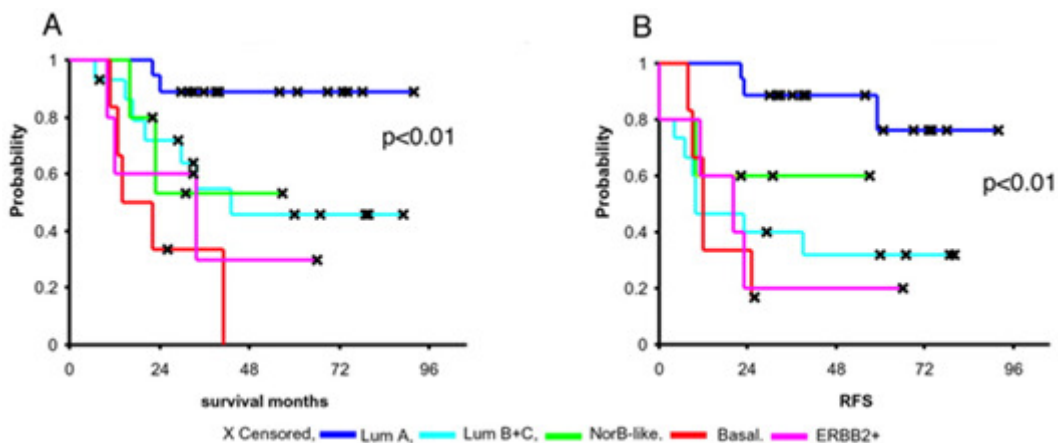 A
B
1
0.8
0.6
0.4
0.2
0
Probability
p<0.01
0 24 48 72 96
survival months
1
0.8
0.6
0.4
0.2
0
Probability
p<0.01
0 24 48 72 96
RFS
X Censored, Lum A, Lum B+C, NorB-like, Basal. ERBB2+